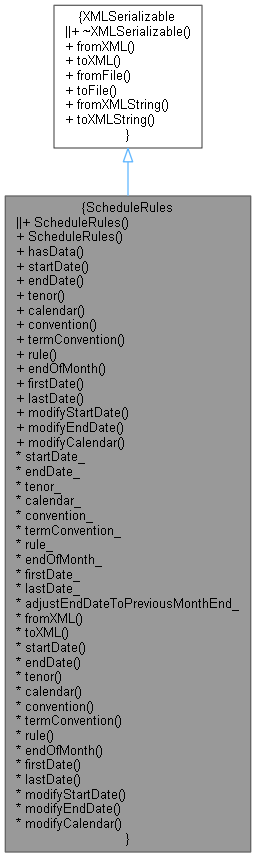 {XMLSerializable
||+ ~XMLSerializable()
+ fromXML()
+ toXML()
+ fromFile()
+ toFile()
+ fromXMLString()
+ toXMLString()
}
{ScheduleRules
||+ ScheduleRules()
+ ScheduleRules()
+ hasData()
+ startDate()
+ endDate()
+ tenor()
+ calendar()
+ convention()
+ termConvention()
+ rule()
+ endOfMonth()
+ firstDate()
+ lastDate()
+ modifyStartDate()
+ modifyEndDate()
+ modifyCalendar()
* startDate_
* endDate_
* tenor_
* calendar_
* convention_
* termConvention_
* rule_
* endOfMonth_
* firstDate_
* lastDate_
* adjustEndDateToPreviousMonthEnd_
* fromXML()
* toXML()
* startDate()
* endDate()
* tenor()
* calendar()
* convention()
* termConvention()
* rule()
* endOfMonth()
* firstDate()
* lastDate()
* modifyStartDate()
* modifyEndDate()
* modifyCalendar()
}